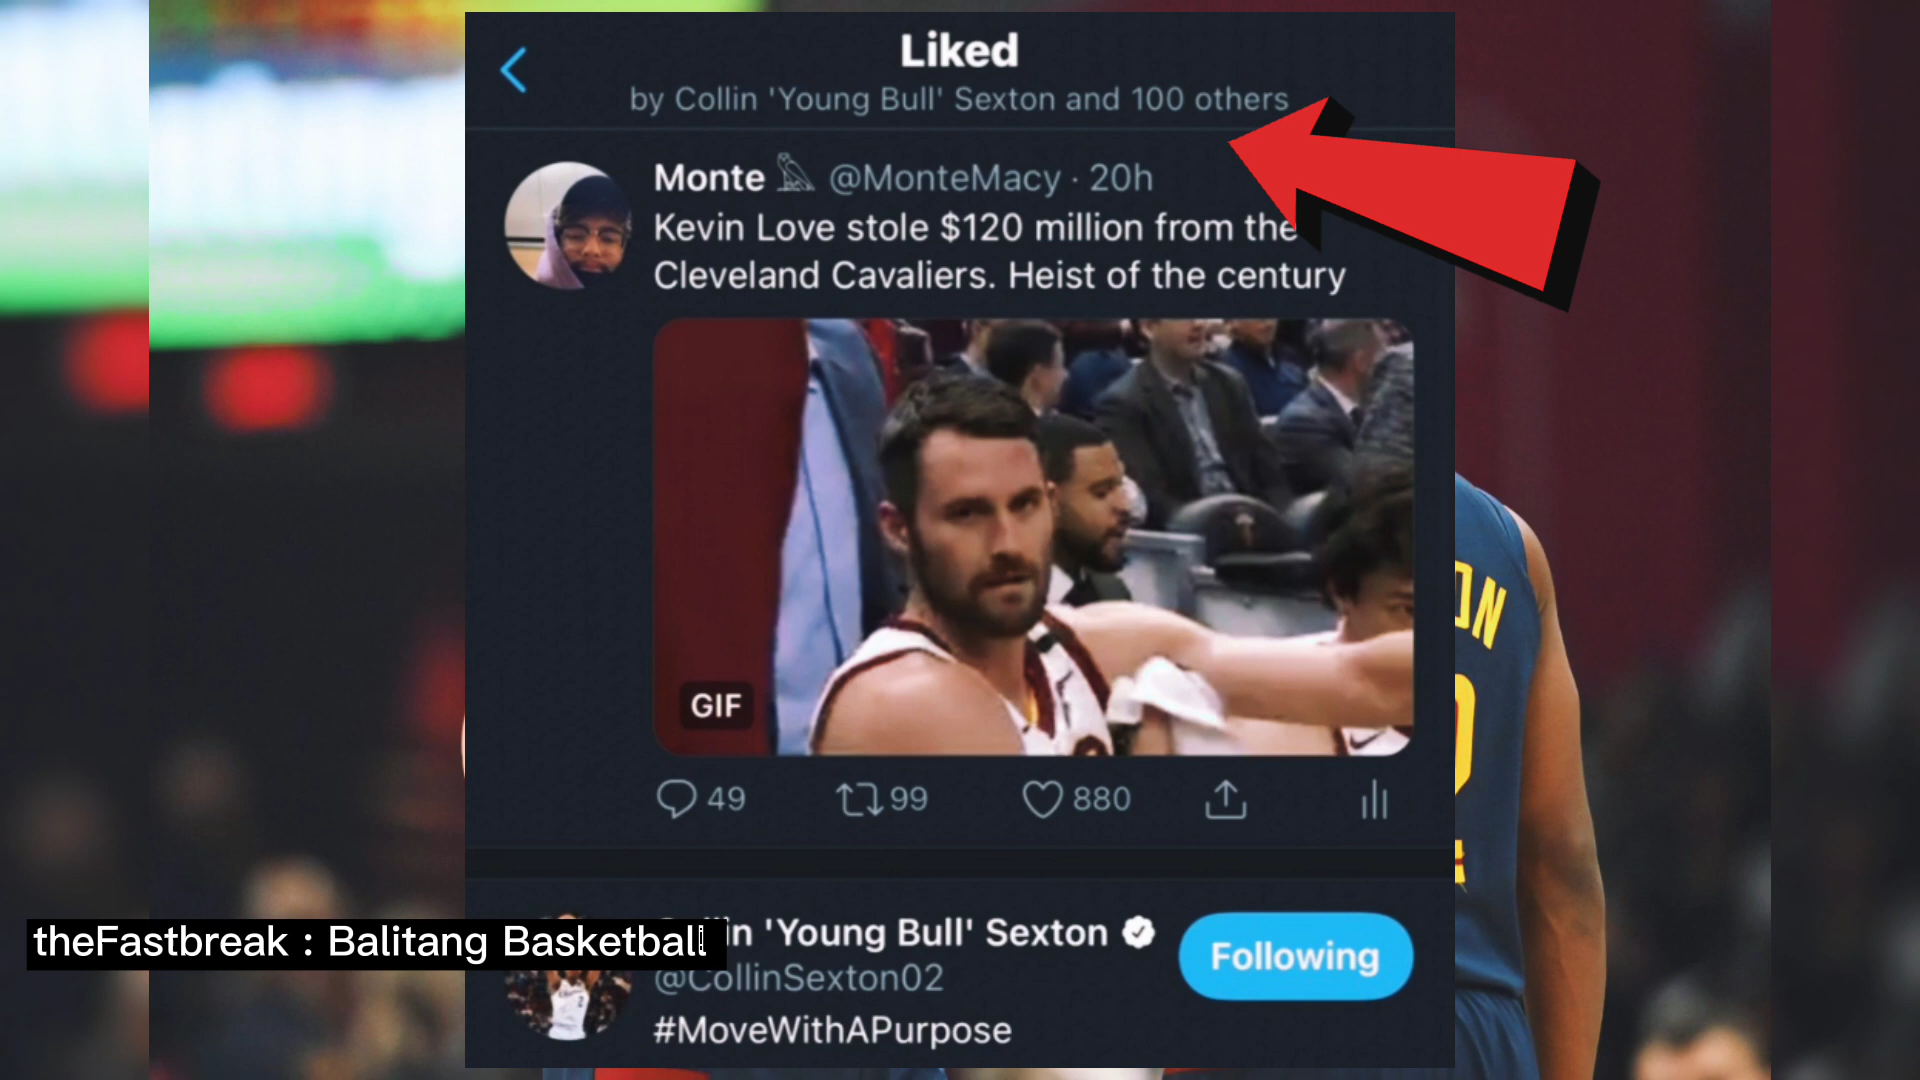 Liked
by Collin 'Young Bull' Sexton and 100 others
Monte @MonteMacy · 20h
Kevin Love stole $120 million from the
Cleveland Cavaliers. Heist of the century
GIF
49 99 880
theFastbreak : Balitang Basketball
'Young Bull' Sexton
Following
@CollinSexton02
#MoveWithAPurpose